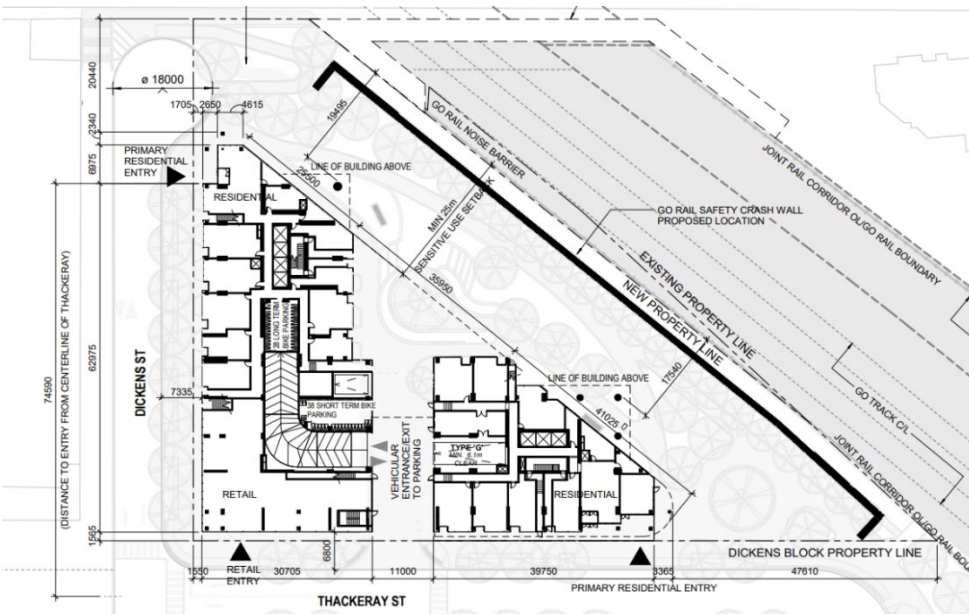 20440
2340
6975
74590
(DISTANCE TO ENTRY FROM CENTERLINE OF THACKERAY)
62975
1565
ø 18000
1705
2650
4615
PRIMARY
RESIDENTIAL
ENTRY
DICKENS ST
7335
RESIDENTIAL
28 LONG TERM
BIKE PARKING
38 SHORT TERM BIKE
PARKING
RETAIL
RETAIL
ENTRY
6800
VEHICULAR
ENTRANCE/EXIT
TO PARKING
TYPE 'G'
MIN. 6.1m
CLEAR
RESIDENTIAL
LINE OF BUILDING ABOVE
25500
19495
MIN 25m
SENSITIVE USE SETBACK
35950
LINE OF BUILDING ABOVE
41025
17540
GO RAIL NOISE BARRIER
JOINT RAIL CORRIDOR OL/GO RAIL BOUNDARY
GO RAIL SAFETY CRASH WALL
PROPOSED LOCATION
EXISTING PROPERTY LINE
NEW PROPERTY LINE
GO TRACK C/L
JOINT RAIL CORRIDOR OL/GO RAIL BOU
DICKENS BLOCK PROPERTY LINE
1550
30705
11000
39750
3365
47610
PRIMARY RESIDENTIAL ENTRY
THACKERAY ST